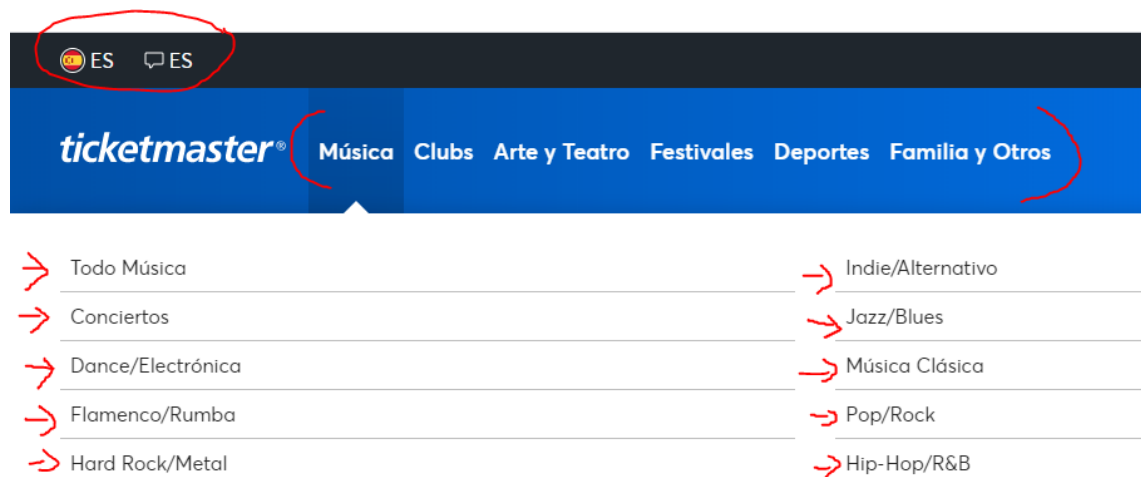 ES ES
ticketmaster® Música Clubs Arte y Teatro Festivales Deportes Familia y Otros
Todo Música
Conciertos
Dance/Electrónica
Flamenco/Rumba
Hard Rock/Metal
Indie/Alternativo
Jazz/Blues
Música Clásica
Pop/Rock
Hip-Hop/R&B